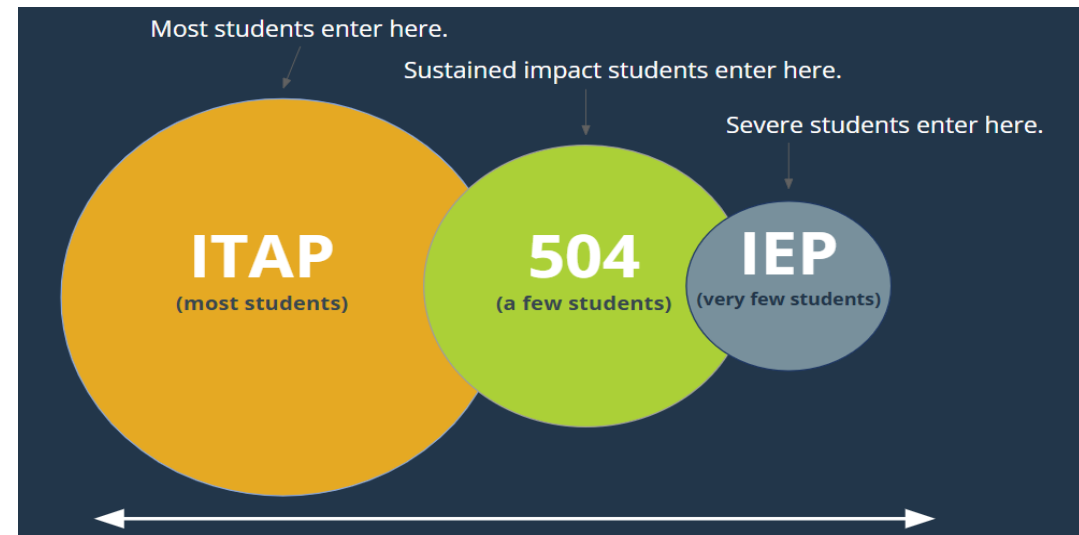 Most students enter here.
Sustained impact students enter here.
Severe students enter here.
ITAP
(most students)
504
(a few students)
IEP
(very few students)